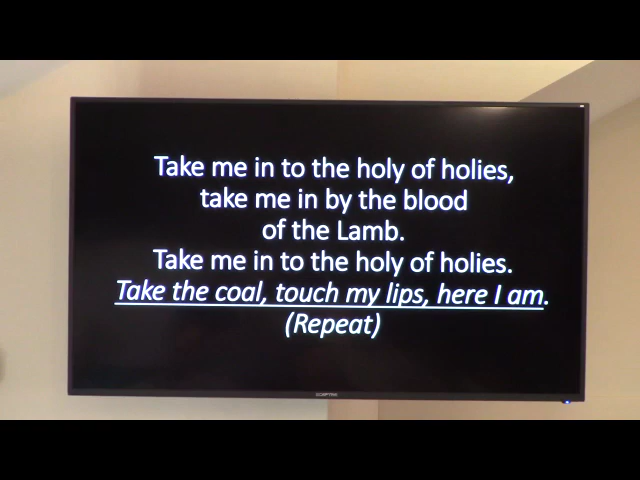 Take me in to the holy of holies,
take me in by the blood
of the Lamb.
Take me in to the holy of holies.
Take the coal, touch my lips, here I am.
(Repeat)
SCEPTRE